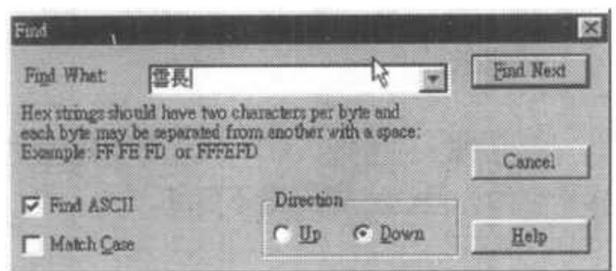 Find
Find What: 雲長
Find Next
Hex strings should have two
characters per byte and
each byte may be separated from another with a space:
Example: FF FE FD or FFFEFD
Cancel
Find ASCII
Match Case
Direction
Up
Down
Help